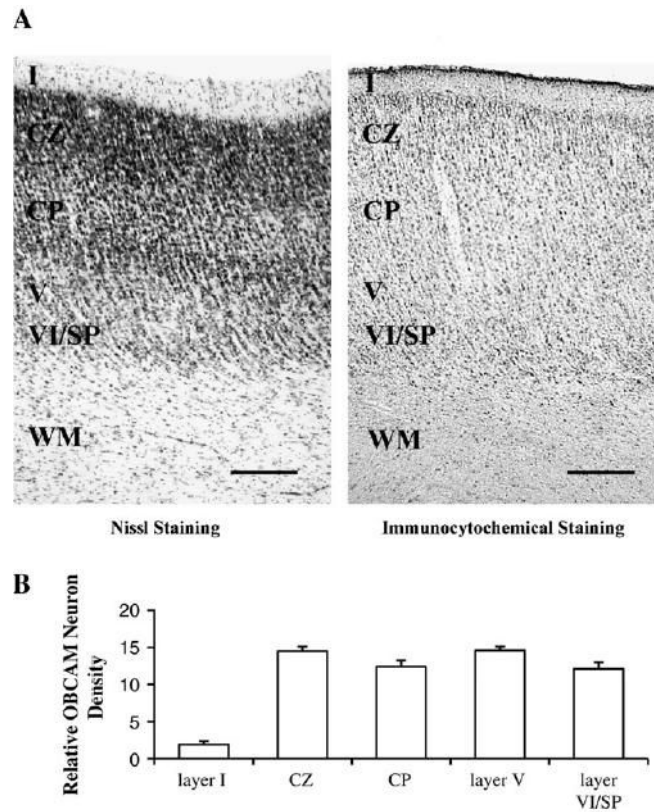 A
I
CZ
CP
V
VI/SP
WM
Nissl Staining
I
CZ
CP
V
VI/SP
WM
Immunocytochemical Staining
B
Relative OBCAM Neuron
Density
20
15
10
5
0
layer I
CZ
CP
layer V
layer
VI/SP